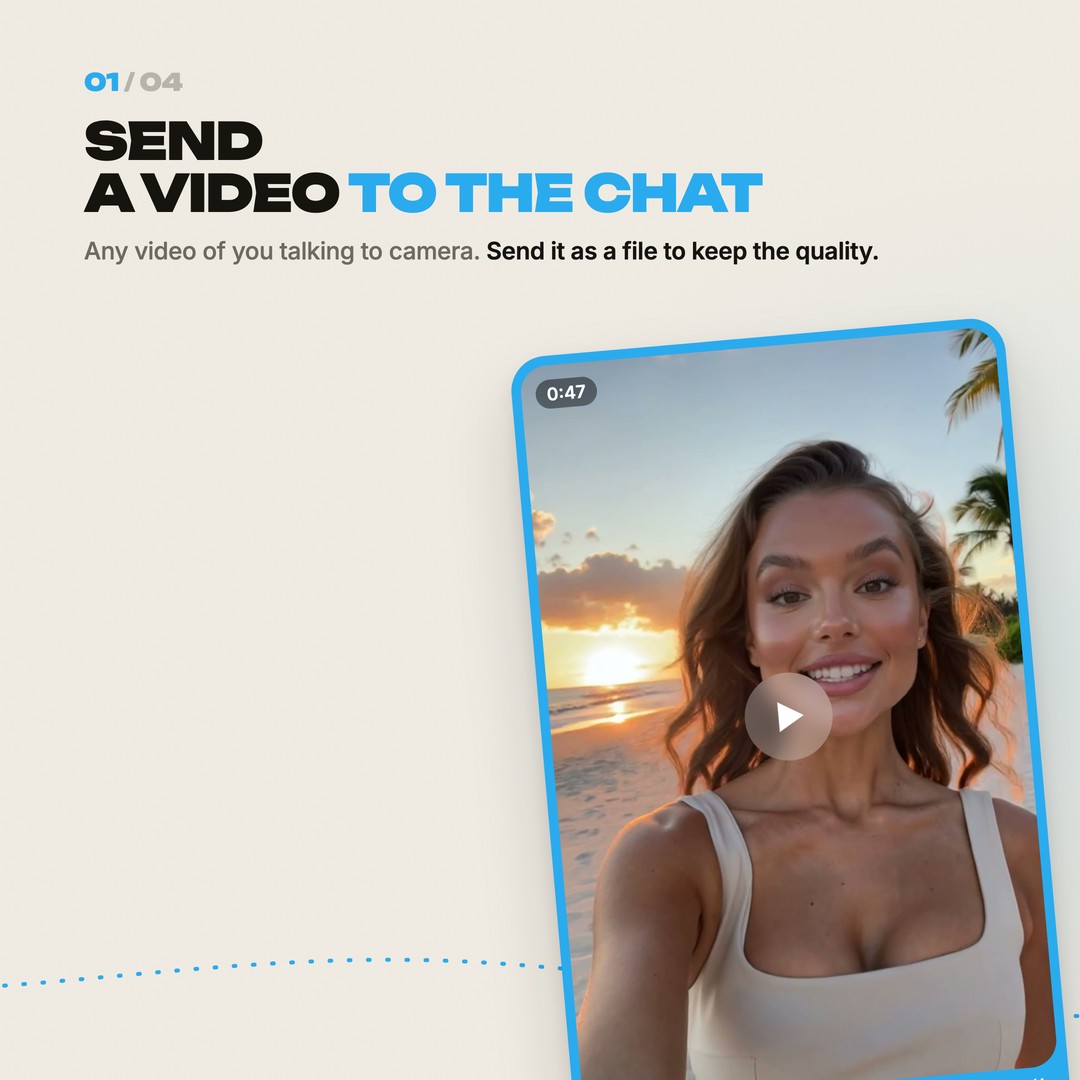 01 / 04
SEND
A VIDEO TO THE CHAT
Any video of you talking to camera. Send it as a file to keep the quality.
0:47